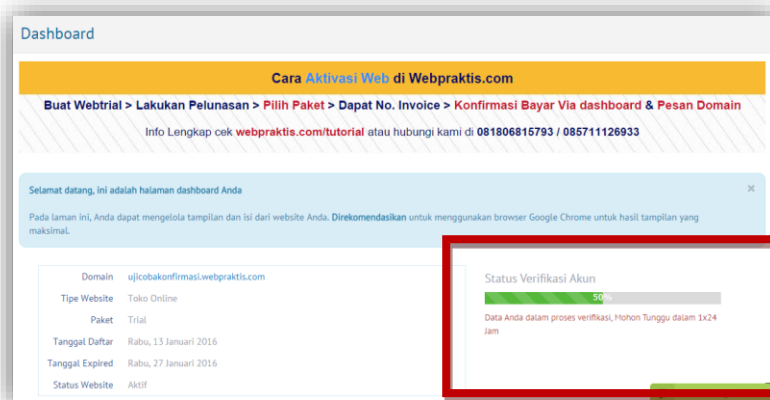 Dashboard
Cara Aktivasi Web di Webpraktis.com
Buat Webtrial > Lakukan Pelunasan > Pilih Paket > Dapat No. Invoice > Konfirmasi Bayar Via dashboard & Pesan Domain
Info Lengkap cek webpraktis.com/tutorial atau hubungi kami di 081806815793 / 085711126933
Selamat datang, ini adalah halaman dashboard Anda
Pada laman ini, Anda dapat mengelola tampilan dan isi dari website Anda. Direkomendasikan untuk menggunakan browser Google Chrome untuk hasil tampilan yang
maksimal.
Domain ujicobakonfirmasi.webpraktis.com
Tipe Website Toko Online
Paket Trial
Tanggal Daftar Rabu, 13 Januari 2016
Tanggal Expired Rabu, 27 Januari 2016
Status Website Aktif
Status Verifikasi Akun
50%
Data Anda dalam proses verifikasi, Mohon Tunggu dalam 1x24
Jam